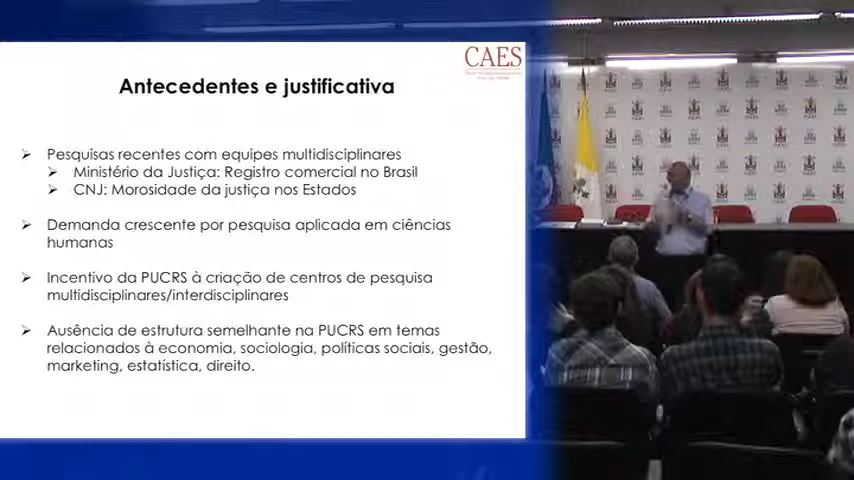 CAES
Antecedentes e justificativa
Pesquisas recentes com equipes multidisciplinares
Ministério da Justiça: Registro comercial no Brasil
CNJ: Morosidade da justiça nos Estados
Demanda crescente por pesquisa aplicada em ciências
humanas
Incentivo da PUCRS à criação de centros de pesquisa
multidisciplinares/interdisciplinares
Ausência de estrutura semelhante na PUCRS em temas
relacionados à economia, sociologia, políticas sociais, gestão,
marketing, estatística, direito.